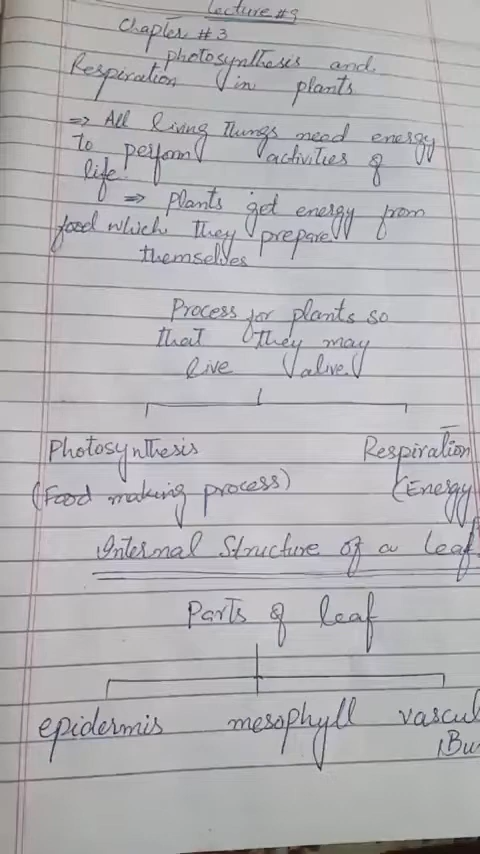 Lecture #9
Chapter #3
photosynthesis and
Respiration in plants
⇒ All living things need energy
to perform activities of
life.
⇒ plants get energy from
food which they prepare
themselves
Process for plants so
that they may
live alive.
Photosynthesis Respiration
(Food making process) (Energy
Internal Structure of a leaf
Parts of leaf
epidermis mesophyll vascul
(Bu